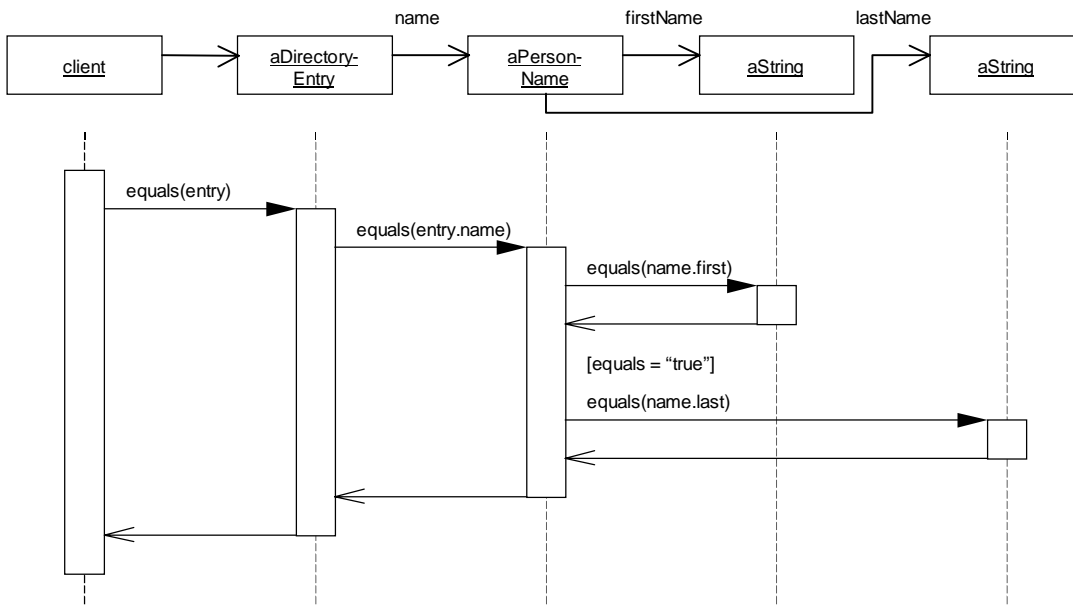 name
firstName
lastName
client
aDirectory-
Entry
aPerson-
Name
aString
aString
equals(entry)
equals(entry.name)
equals(name.first)
[equals = “true”]
equals(name.last)